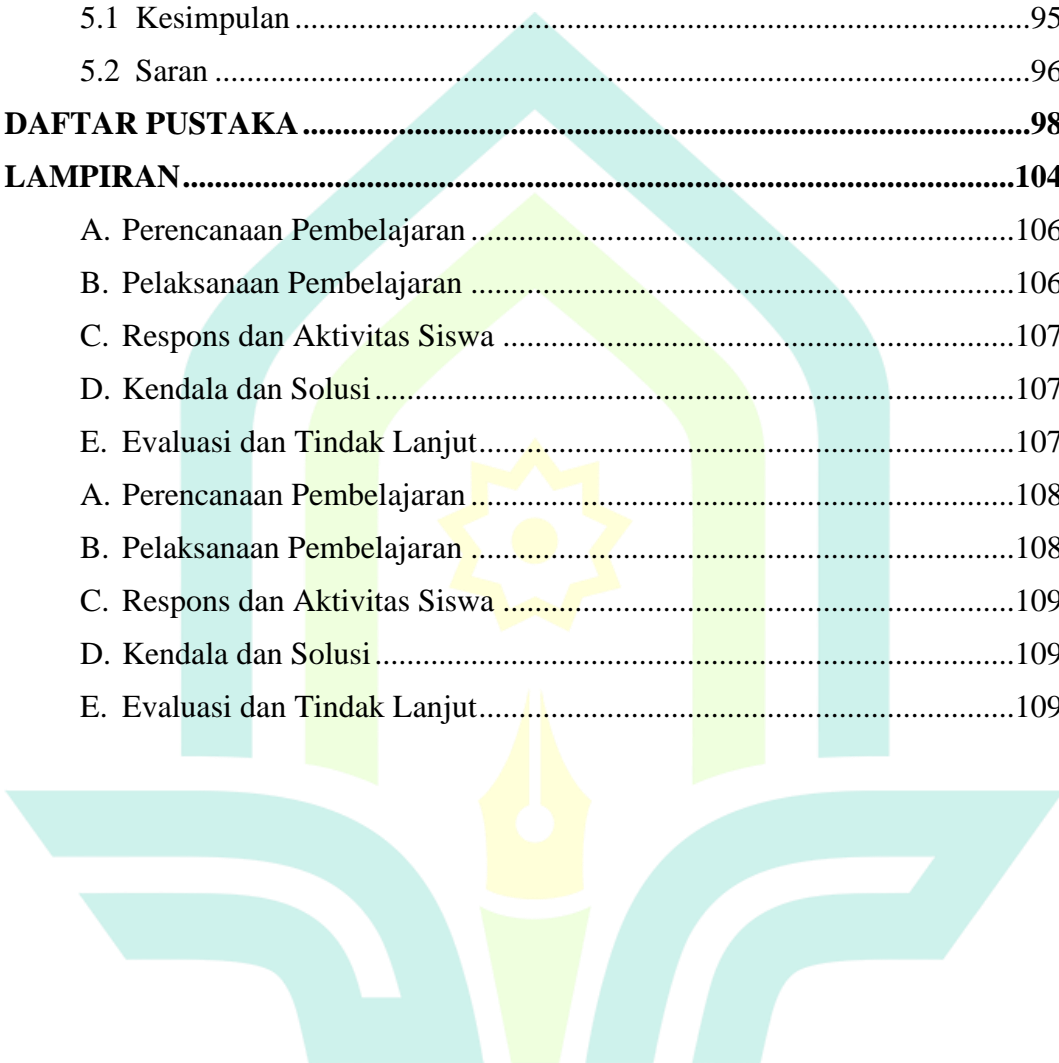 5.1 Kesimpulan ................................................................................................ 95
5.2 Saran .......................................................................................................... 96
DAFTAR PUSTAKA ............................................................................................. 98
LAMPIRAN ........................................................................................................... 104
A. Perencanaan Pembelajaran ...................................................................... 106
B. Pelaksanaan Pembelajaran ....................................................................... 106
C. Respons dan Aktivitas Siswa ................................................................... 107
D. Kendala dan Solusi ................................................................................... 107
E. Evaluasi dan Tindak Lanjut ...................................................................... 107
A. Perencanaan Pembelajaran ...................................................................... 108
B. Pelaksanaan Pembelajaran ....................................................................... 108
C. Respons dan Aktivitas Siswa ................................................................... 109
D. Kendala dan Solusi ................................................................................... 109
E. Evaluasi dan Tindak Lanjut ...................................................................... 109